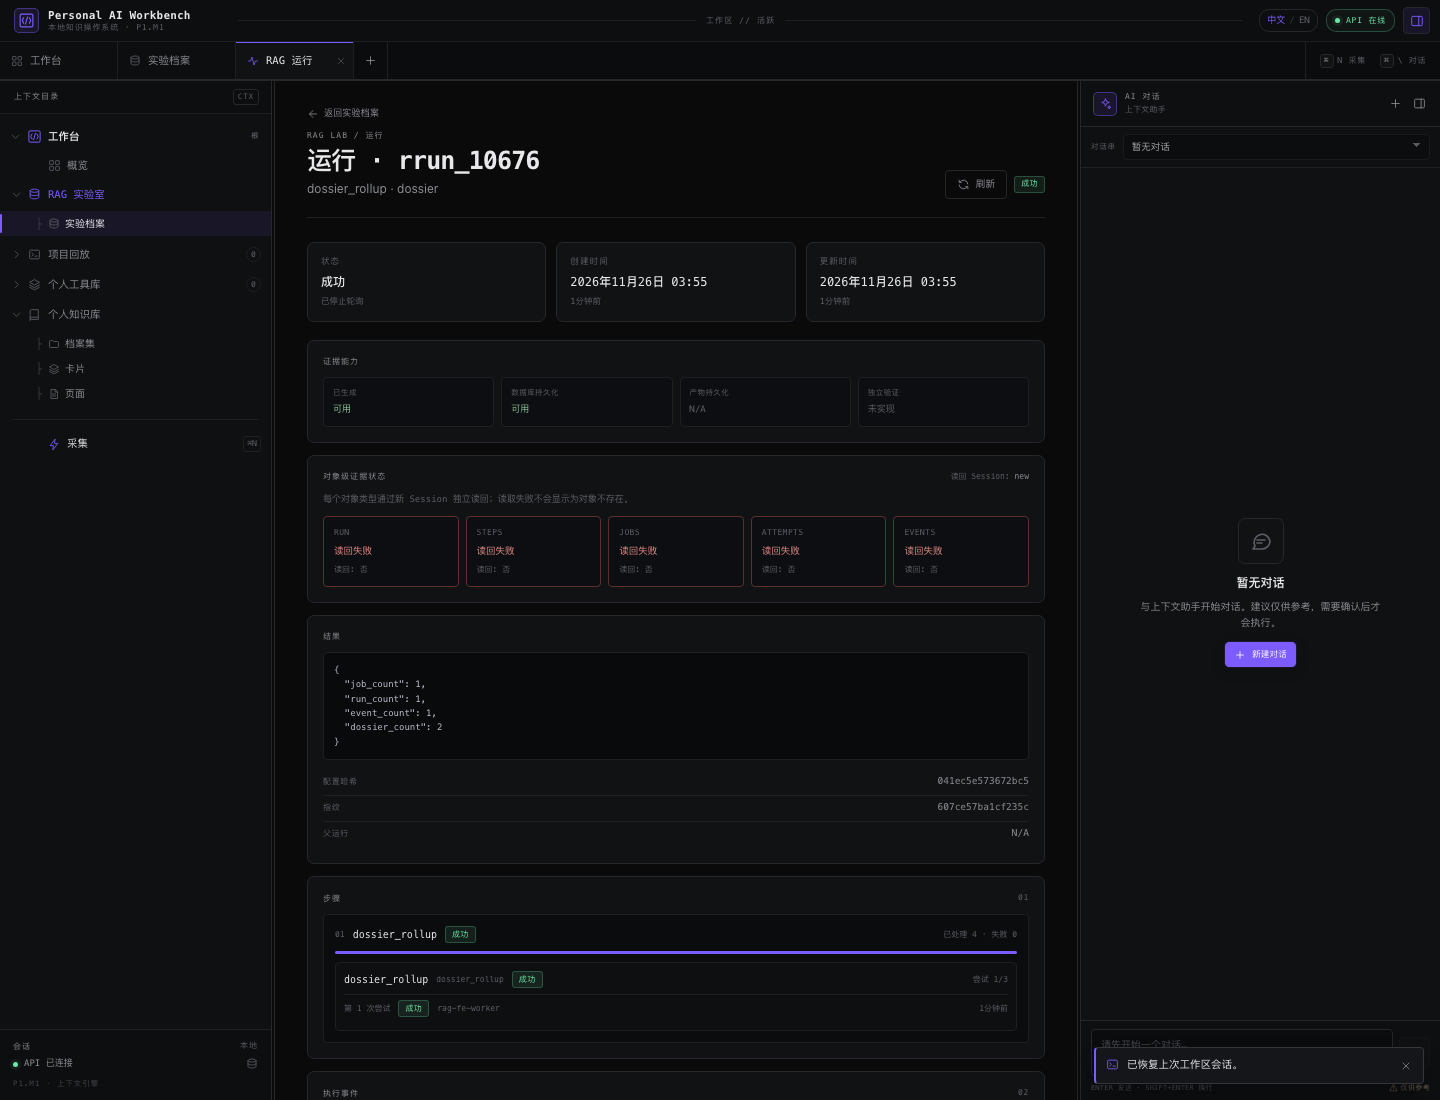 Personal AI Workbench
本地知识操作系统 · P1.M1
工作区 // 活跃
中文 / EN
API 在线
工作台
实验档案
RAG 运行
⌘ N 采集
⌘ \ 对话
上下文目录
CTX
工作台
根
概览
RAG 实验室
实验档案
项目回放
0
个人工具库
0
个人知识库
档案集
卡片
页面
采集
⌘N
会话
本地
API 已连接
P1.M1 · 上下文引擎
返回实验档案
RAG LAB / 运行
运行 · rrun_10676
dossier_rollup · dossier
刷新
成功
状态
成功
已停止轮询
创建时间
2026年11月26日 03:55
1分钟前
更新时间
2026年11月26日 03:55
1分钟前
证据能力
已生成
可用
数据库持久化
可用
产物持久化
N/A
独立验证
未实现
对象级证据状态
读回 Session: new
每个对象类型通过新 Session 独立读回; 读取失败不会显示为对象不存在。
RUN
读回失败
读回: 否
STEPS
读回失败
读回: 否
JOBS
读回失败
读回: 否
ATTEMPTS
读回失败
读回: 否
EVENTS
读回失败
读回: 否
结果
{
"job_count": 1,
"run_count": 1,
"event_count": 1,
"dossier_count": 2
}
配置哈希
041ec5e573672bc5
指纹
607ce57ba1cf235c
父运行
N/A
步骤
01
01 dossier_rollup 成功
已处理 4 · 失败 0
dossier_rollup dossier_rollup 成功
尝试 1/3
第 1 次尝试 成功 rag-fe-worker
1分钟前
执行事件
02
AI 对话
上下文助手
对话串
暂无对话
暂无对话
与上下文助手开始对话。建议仅供参考, 需要确认后才
会执行。
新建对话
请先开始一个对话。
已恢复上次工作区会话。
ENTER 发送 · SHIFT+ENTER 换行
仅供参考